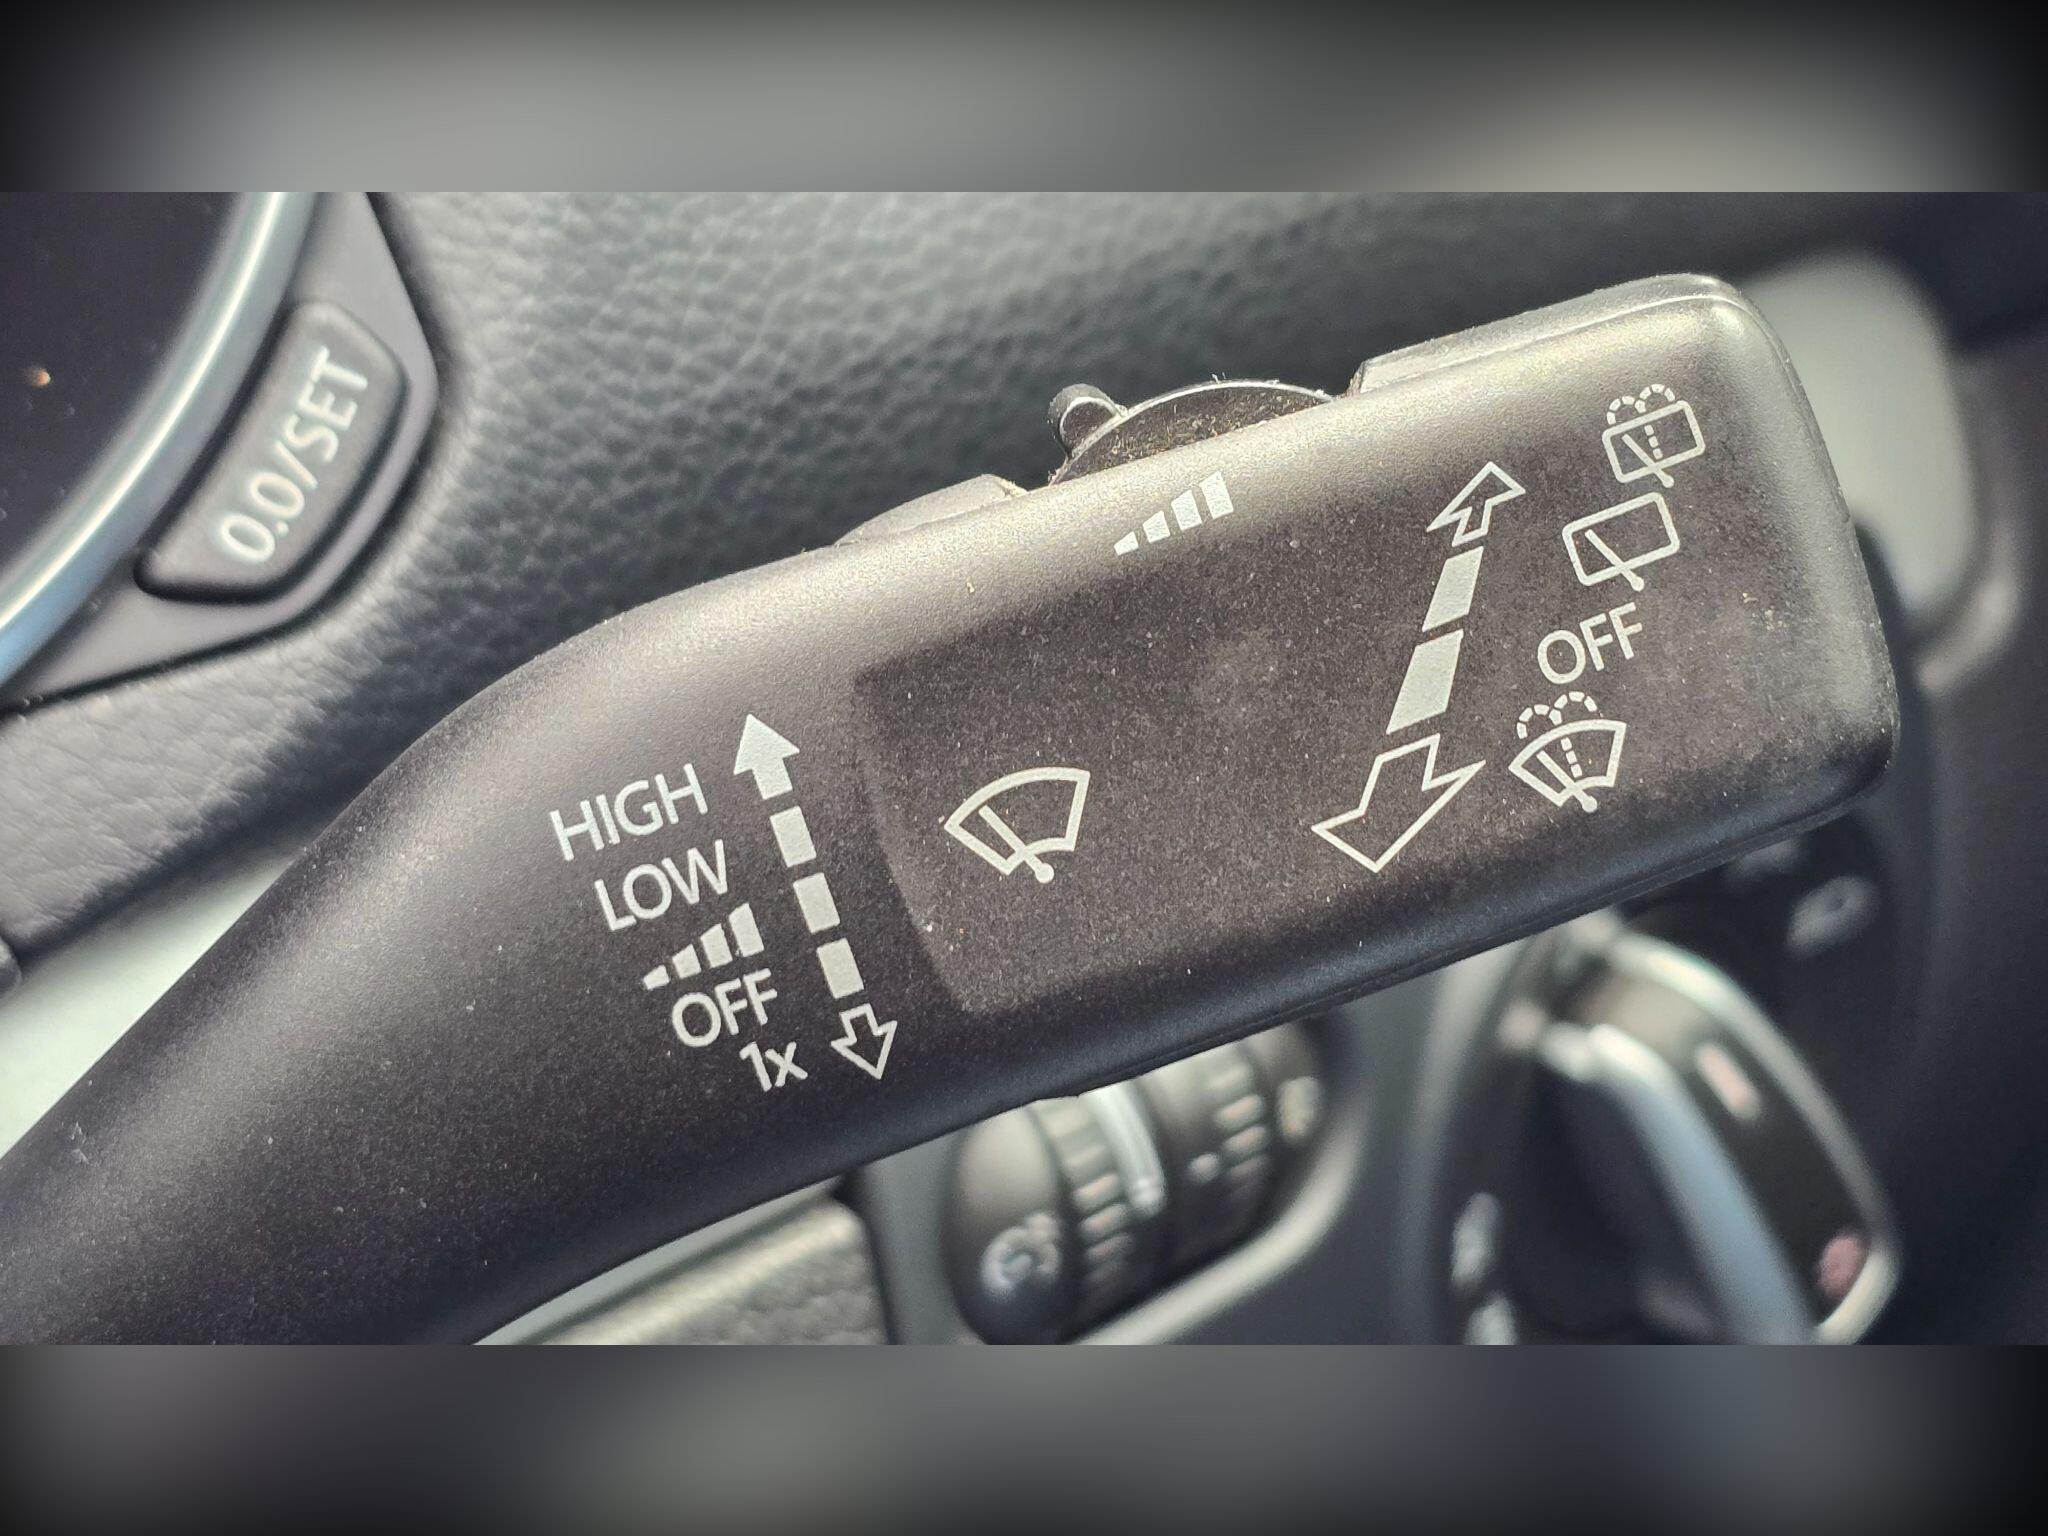 0.0/SET
HIGH
LOW
OFF
1x
OFF